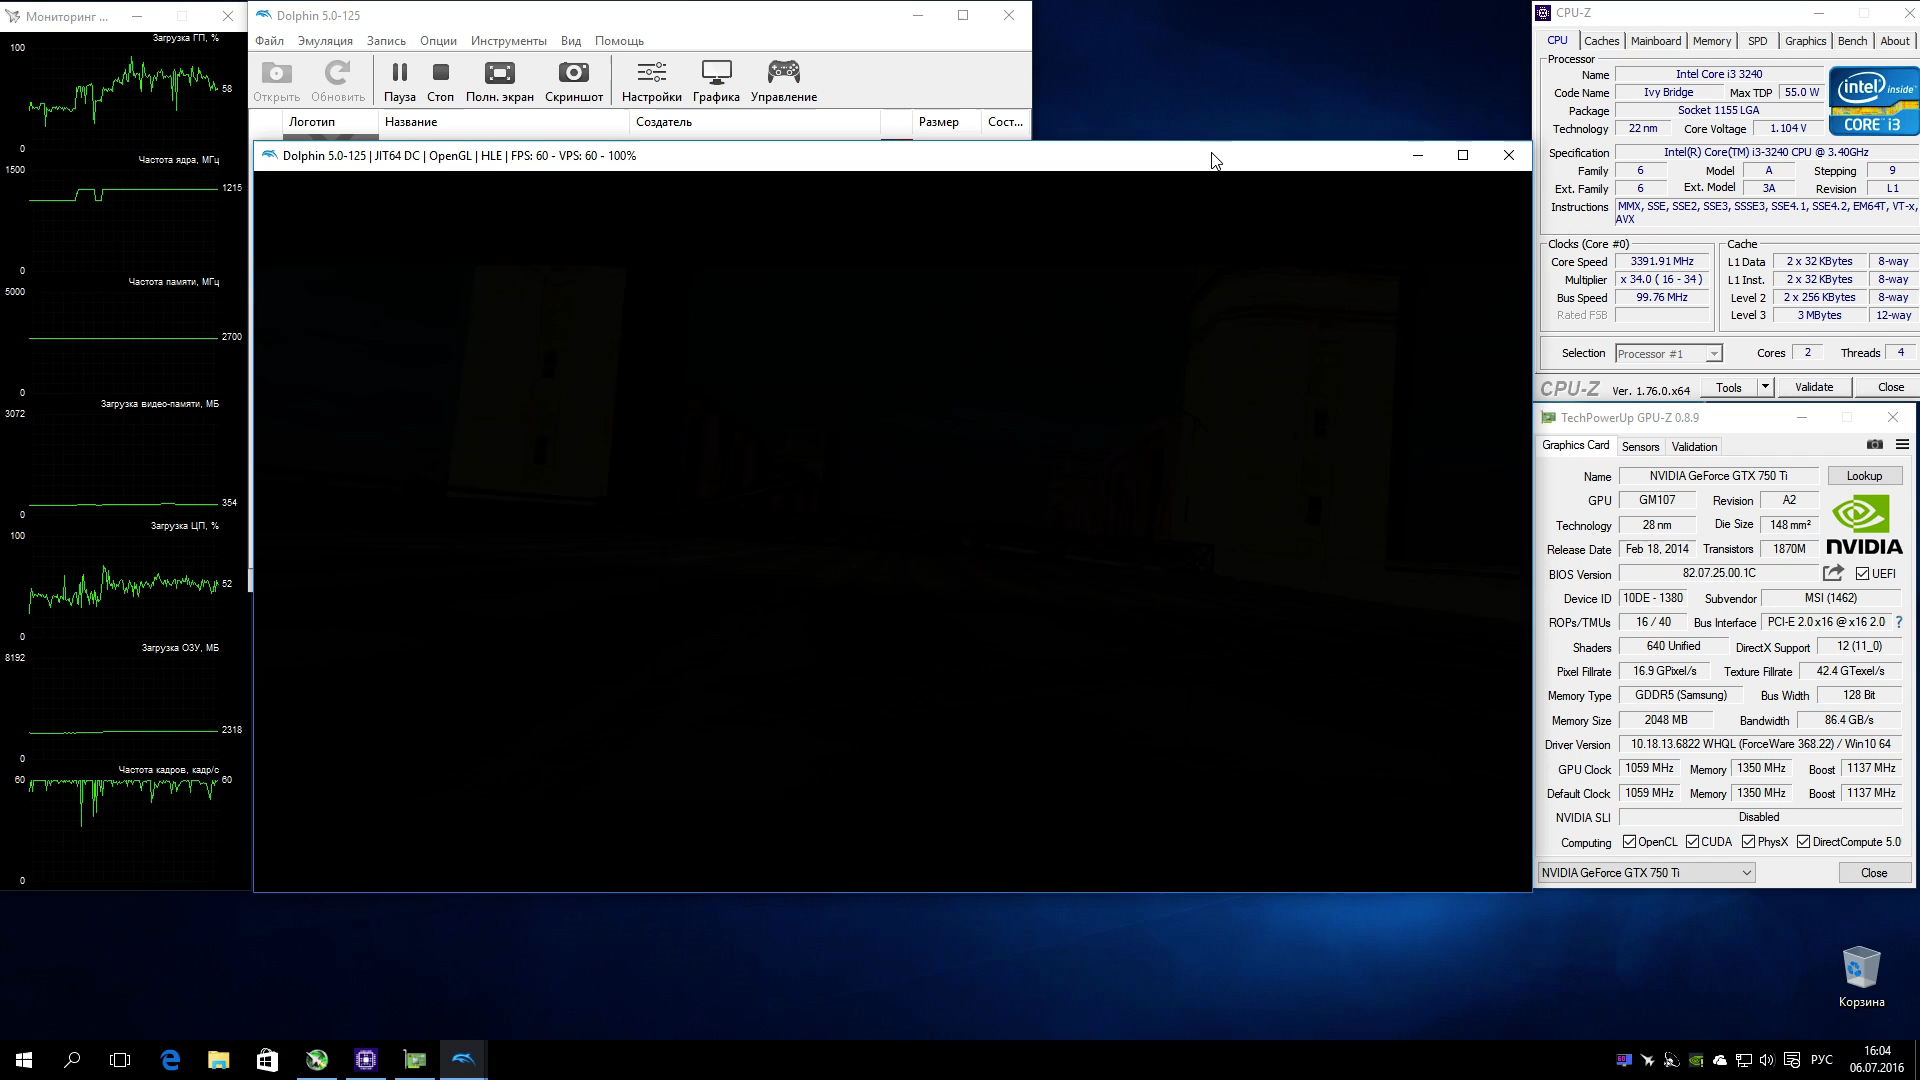 Мониторинг ...
Загрузка ГП, %
100
58
0
Частота ядра, МГц
1500
1215
0
Частота памяти, МГц
5000
2700
0
Загрузка видео-памяти, МБ
3072
354
0
Загрузка ЦП, %
100
52
0
Загрузка ОЗУ, МБ
8192
2318
0
Частота кадров, кадр/с
60
60
0
Dolphin 5.0-125
Файл Эмуляция Запись Опции Инструменты Вид Помощь
Открыть Обновить Пауза Стоп Полн. экран Скриншот Настройки Графика Управление
Логотип Название Создатель Размер Сост...
Dolphin 5.0-125 | JIT64 DC | OpenGL | HLE | FPS: 60 - VPS: 60 - 100%
CPU-Z
CPU Caches Mainboard Memory SPD Graphics Bench About
Processor
Name Intel Core i3 3240
Code Name Ivy Bridge Max TDP 55.0 W
Package Socket 1155 LGA
Technology 22 nm Core Voltage 1.104 V
intel inside™
CORE i3
Specification Intel(R) Core(TM) i3-3240 CPU @ 3.40GHz
Family 6 Model A Stepping 9
Ext. Family 6 Ext. Model 3A Revision L1
Instructions MMX, SSE, SSE2, SSE3, SSSE3, SSE4.1, SSE4.2, EM64T, VT-x,
AVX
Clocks (Core #0)
Core Speed 3391.91 MHz
Multiplier x 34.0 ( 16 - 34 )
Bus Speed 99.76 MHz
Rated FSB
Cache
L1 Data 2 x 32 KBytes 8-way
L1 Inst. 2 x 32 KBytes 8-way
Level 2 2 x 256 KBytes 8-way
Level 3 3 MBytes 12-way
Selection Processor #1 Cores 2 Threads 4
CPU-Z Ver. 1.76.0.x64 Tools Validate Close
TechPowerUp GPU-Z 0.8.9
Graphics Card Sensors Validation
Name NVIDIA GeForce GTX 750 Ti Lookup
GPU GM107 Revision A2
Technology 28 nm Die Size 148 mm²
Release Date Feb 18, 2014 Transistors 1870M
NVIDIA
BIOS Version 82.07.25.00.1C UEFI
Device ID 10DE - 1380 Subvendor MSI (1462)
ROPs/TMUs 16 / 40 Bus Interface PCI-E 2.0 x16 @ x16 2.0 ?
Shaders 640 Unified DirectX Support 12 (11_0)
Pixel Fillrate 16.9 GPixel/s Texture Fillrate 42.4 GTexel/s
Memory Type GDDR5 (Samsung) Bus Width 128 Bit
Memory Size 2048 MB Bandwidth 86.4 GB/s
Driver Version 10.18.13.6822 WHQL (ForceWare 368.22) / Win10 64
GPU Clock 1059 MHz Memory 1350 MHz Boost 1137 MHz
Default Clock 1059 MHz Memory 1350 MHz Boost 1137 MHz
NVIDIA SLI Disabled
Computing OpenCL CUDA PhysX DirectCompute 5.0
NVIDIA GeForce GTX 750 Ti Close
Корзина
РУС
16:04
06.07.2016